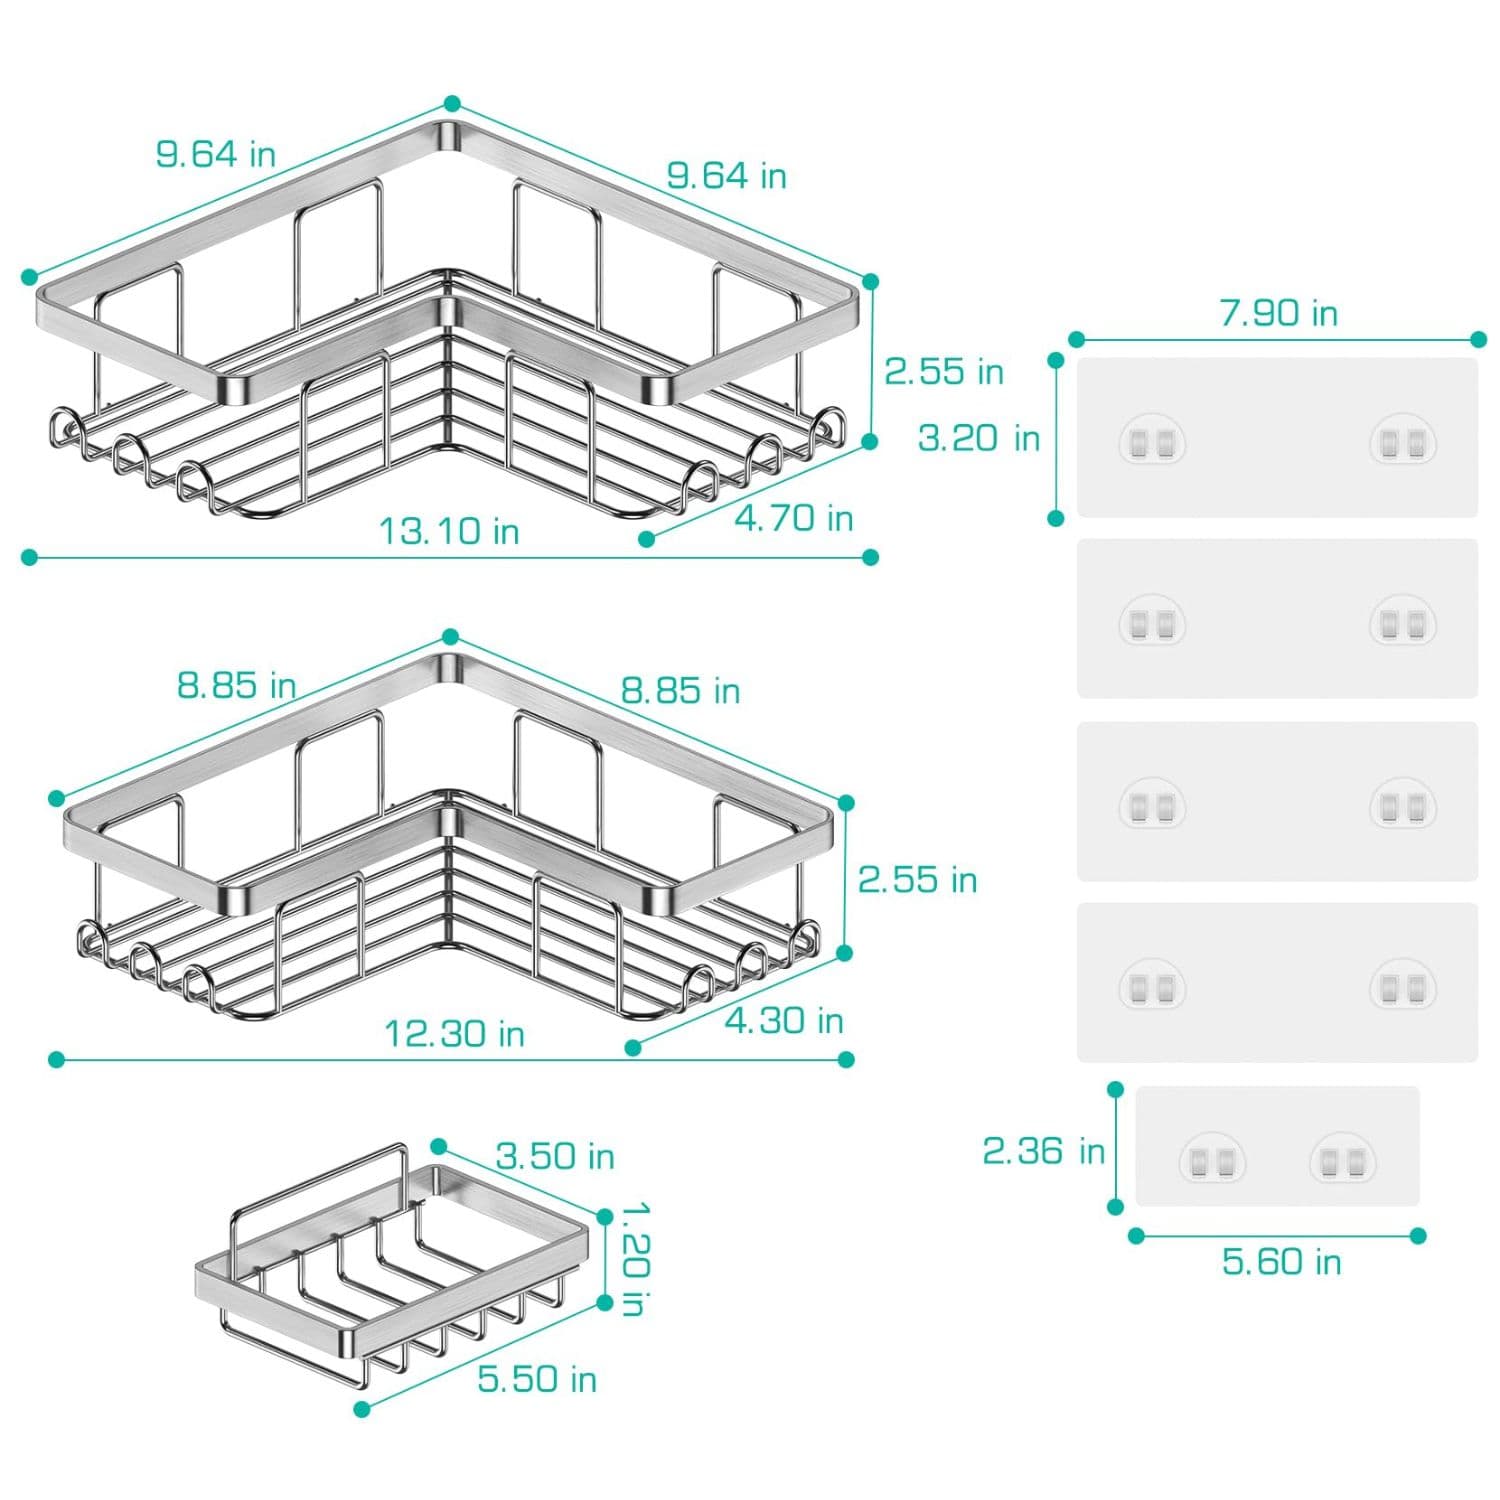 9.64 in
9.64 in
2.55 in
4.70 in
13.10 in
7.90 in
3.20 in
8.85 in
8.85 in
2.55 in
4.30 in
12.30 in
3.50 in
1.20 in
5.50 in
2.36 in
5.60 in